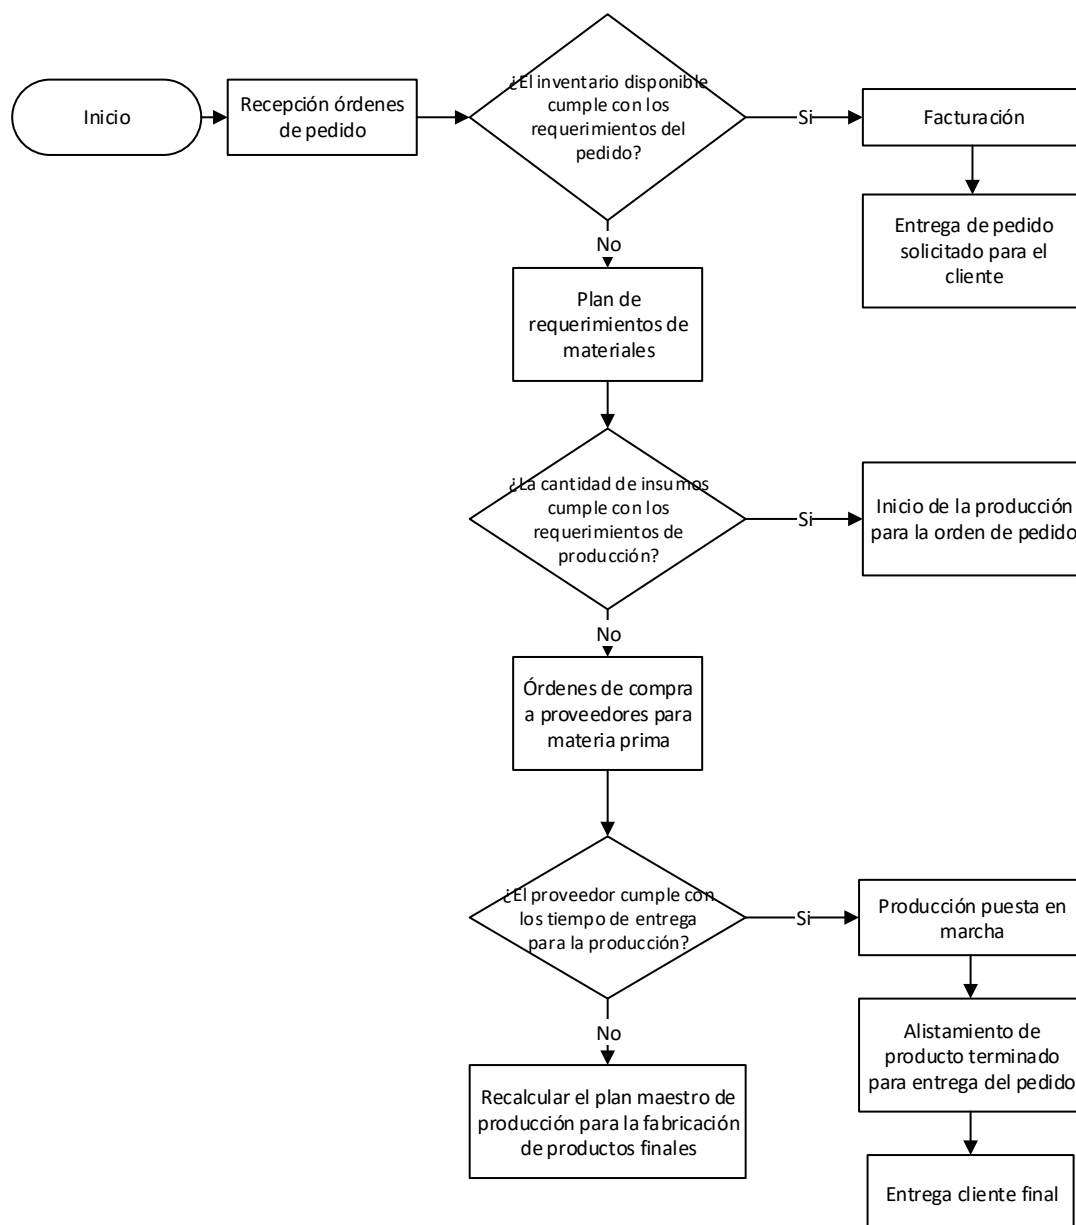 Inicio
Recepción órdenes
de pedido
¿El inventario disponible
cumple con los
requerimientos del
pedido?
Si
Facturación
Entrega de pedido
solicitado para el
cliente
No
Plan de
requerimientos de
materiales
¿La cantidad de insumos
cumple con los
requerimientos de
producción?
Si
Inicio de la producción
para la orden de pedido
No
Órdenes de compra
a proveedores para
materia prima
¿El proveedor cumple con
los tiempo de entrega
para la producción?
Si
Producción puesta en
marcha
No
Alistamiento de
producto terminado
para entrega del pedido
Recalcular el plan maestro de
producción para la fabricación
de productos finales
Entrega cliente final